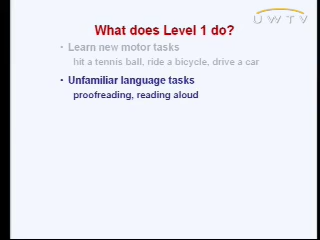 UWTV
What does Level 1 do?
• Learn new motor tasks
hit a tennis ball, ride a bicycle, drive a car
• Unfamiliar language tasks
proofreading, reading aloud